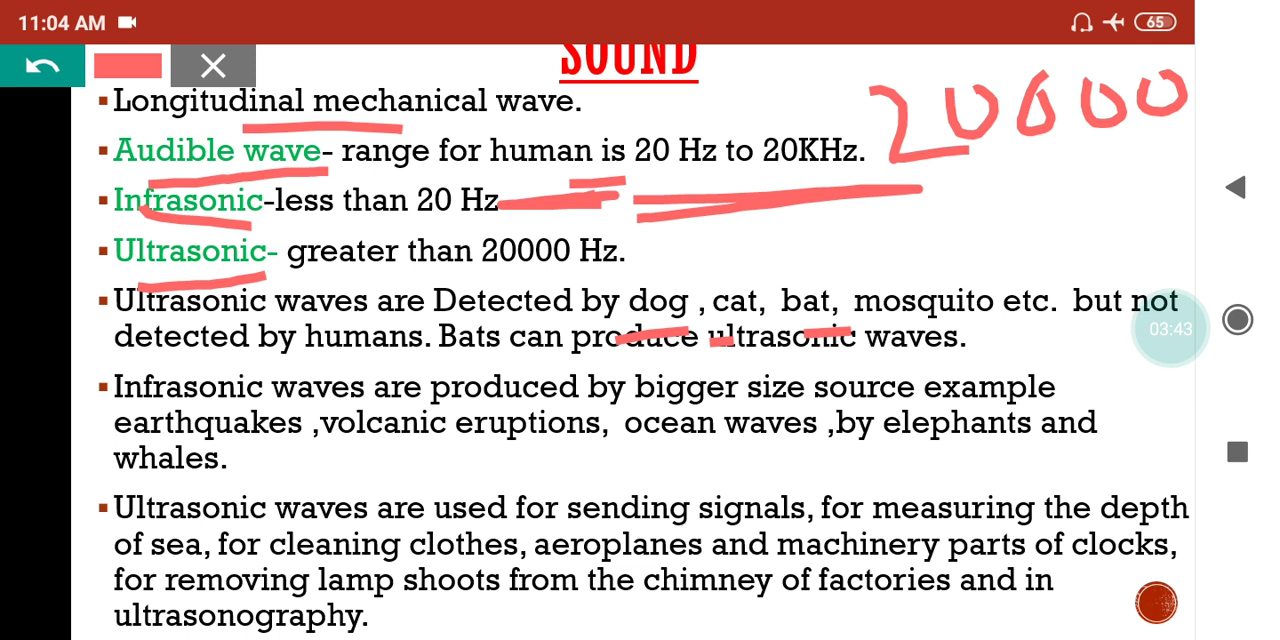 11:04 AM
65
SOUND
20000
▪ Longitudinal mechanical wave.
▪ Audible wave- range for human is 20 Hz to 20KHz.
▪ Infrasonic-less than 20 Hz
▪ Ultrasonic- greater than 20000 Hz.
▪ Ultrasonic waves are Detected by dog , cat, bat, mosquito etc. but not
detected by humans. Bats can produce ultrasonic waves.
03:43
▪ Infrasonic waves are produced by bigger size source example
earthquakes ,volcanic eruptions, ocean waves ,by elephants and
whales.
▪ Ultrasonic waves are used for sending signals, for measuring the depth
of sea, for cleaning clothes, aeroplanes and machinery parts of clocks,
for removing lamp shoots from the chimney of factories and in
ultrasonography.